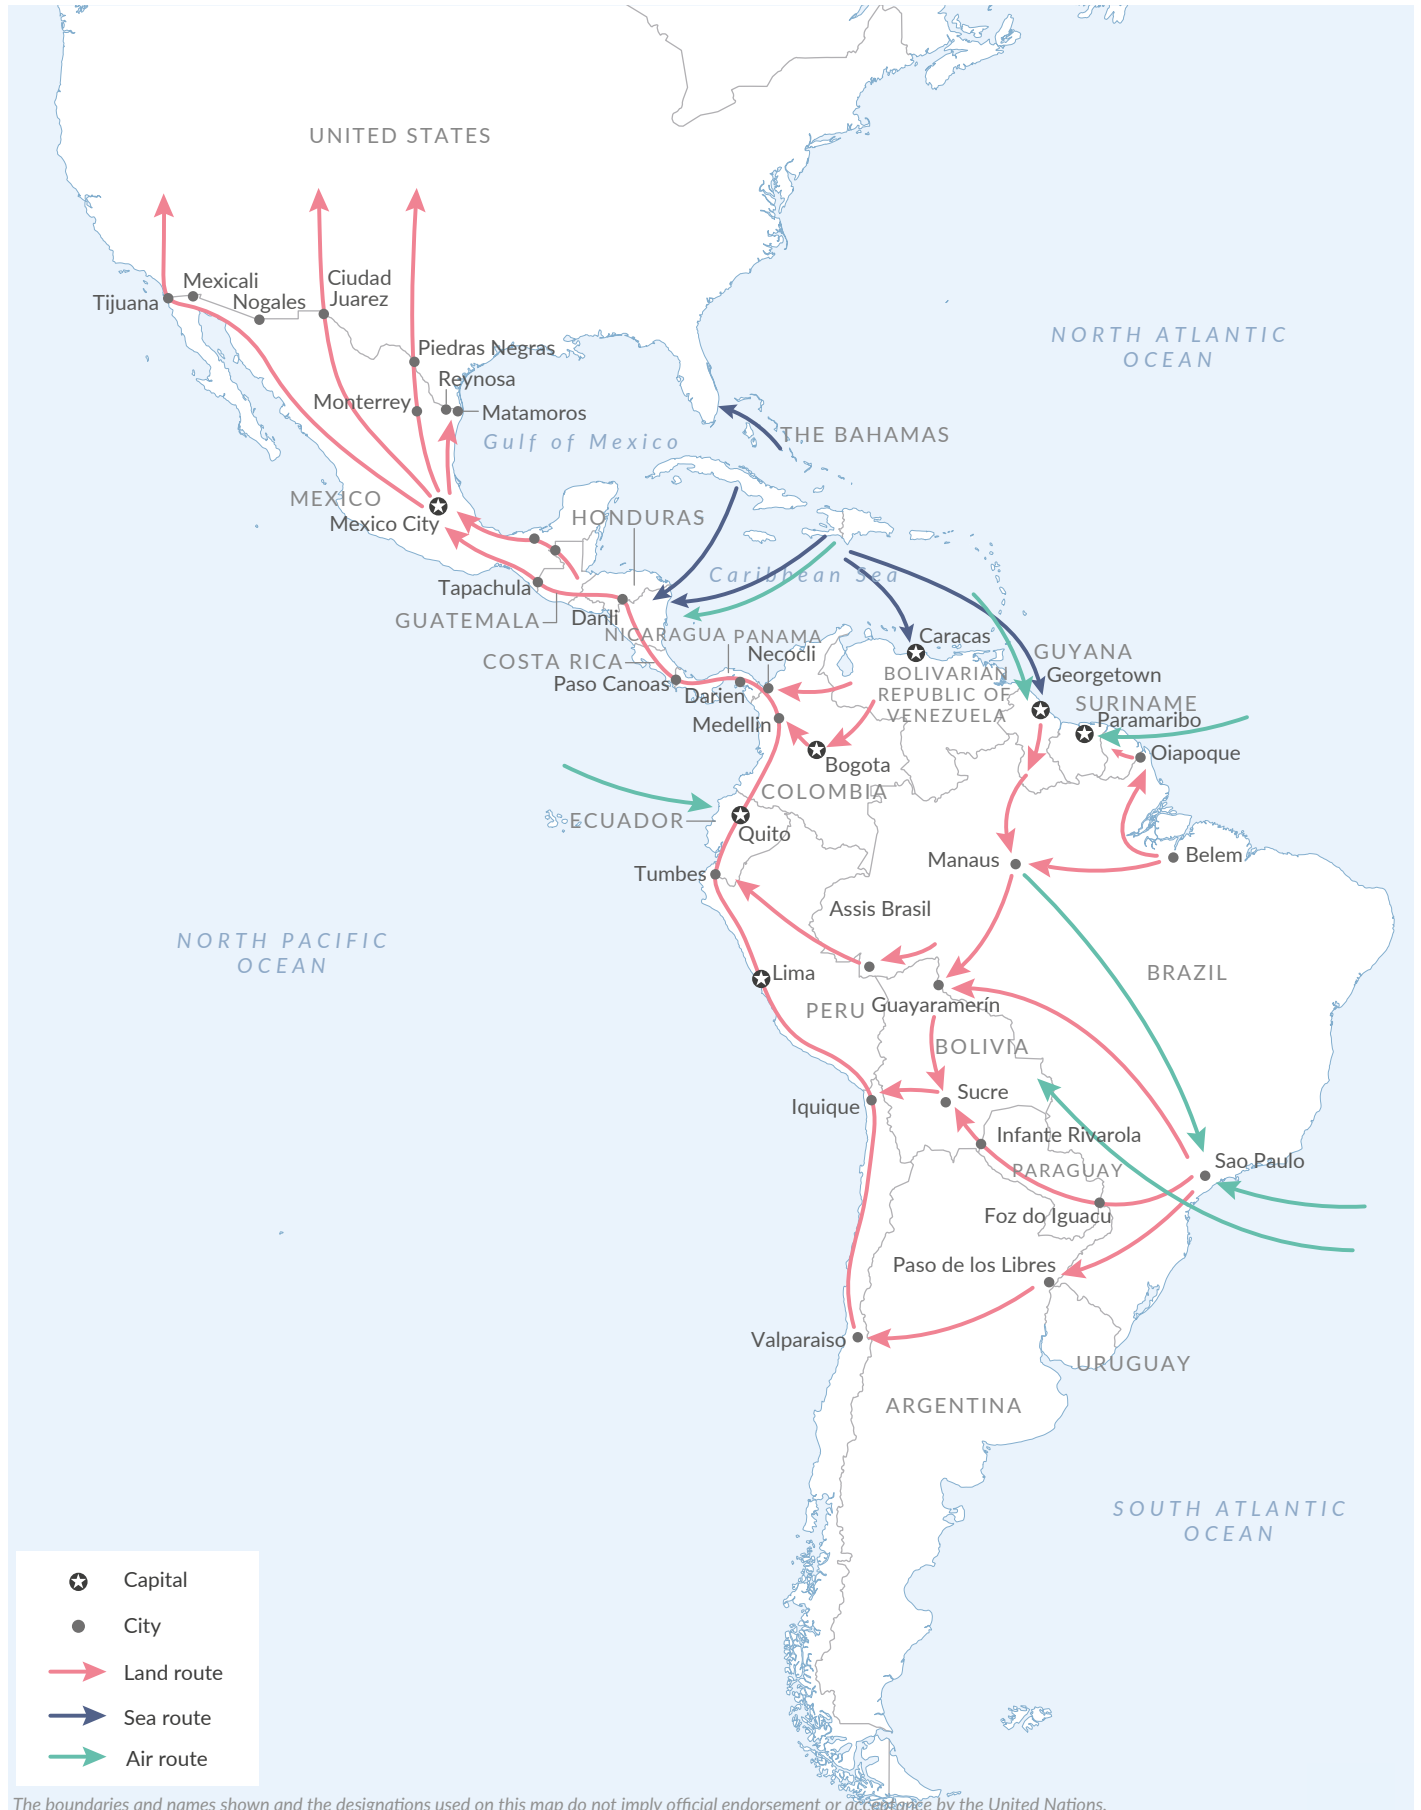 UNITED STATES
Mexicali
Ciudad
Juarez
Tijuana
Nogales
Piedras Negras
Reynosa
Monterrey
Matamoros
Gulf of Mexico
THE BAHAMAS
NORTH ATLANTIC
OCEAN
MEXICO
Mexico City
HONDURAS
Caribbean Sea
Tapachula
GUATEMALA
Danli
NICARAGUA
PANAMA
Necocli
COSTA RICA
Paso Canoas
Darien
Medellin
Caracas
BOLIVARIAN
REPUBLIC OF
VENEZUELA
GUYANA
Georgetown
SURINAME
Paramaribo
Oiapoque
Bogota
COLOMBIA
ECUADOR
Quito
Tumbes
Manaus
Belem
Assis Brasil
NORTH PACIFIC
OCEAN
Lima
PERU
Guayaramerín
BRAZIL
BOLIVIA
Sucre
Iquique
Infante Rivarola
PARAGUAY
Sao Paulo
Foz do Iguacu
Paso de los Libres
Valparaiso
URUGUAY
ARGENTINA
SOUTH ATLANTIC
OCEAN
Capital
City
Land route
Sea route
Air route
The boundaries and names shown and the designations used on this map do not imply official endorsement or acceptance by the United Nations.